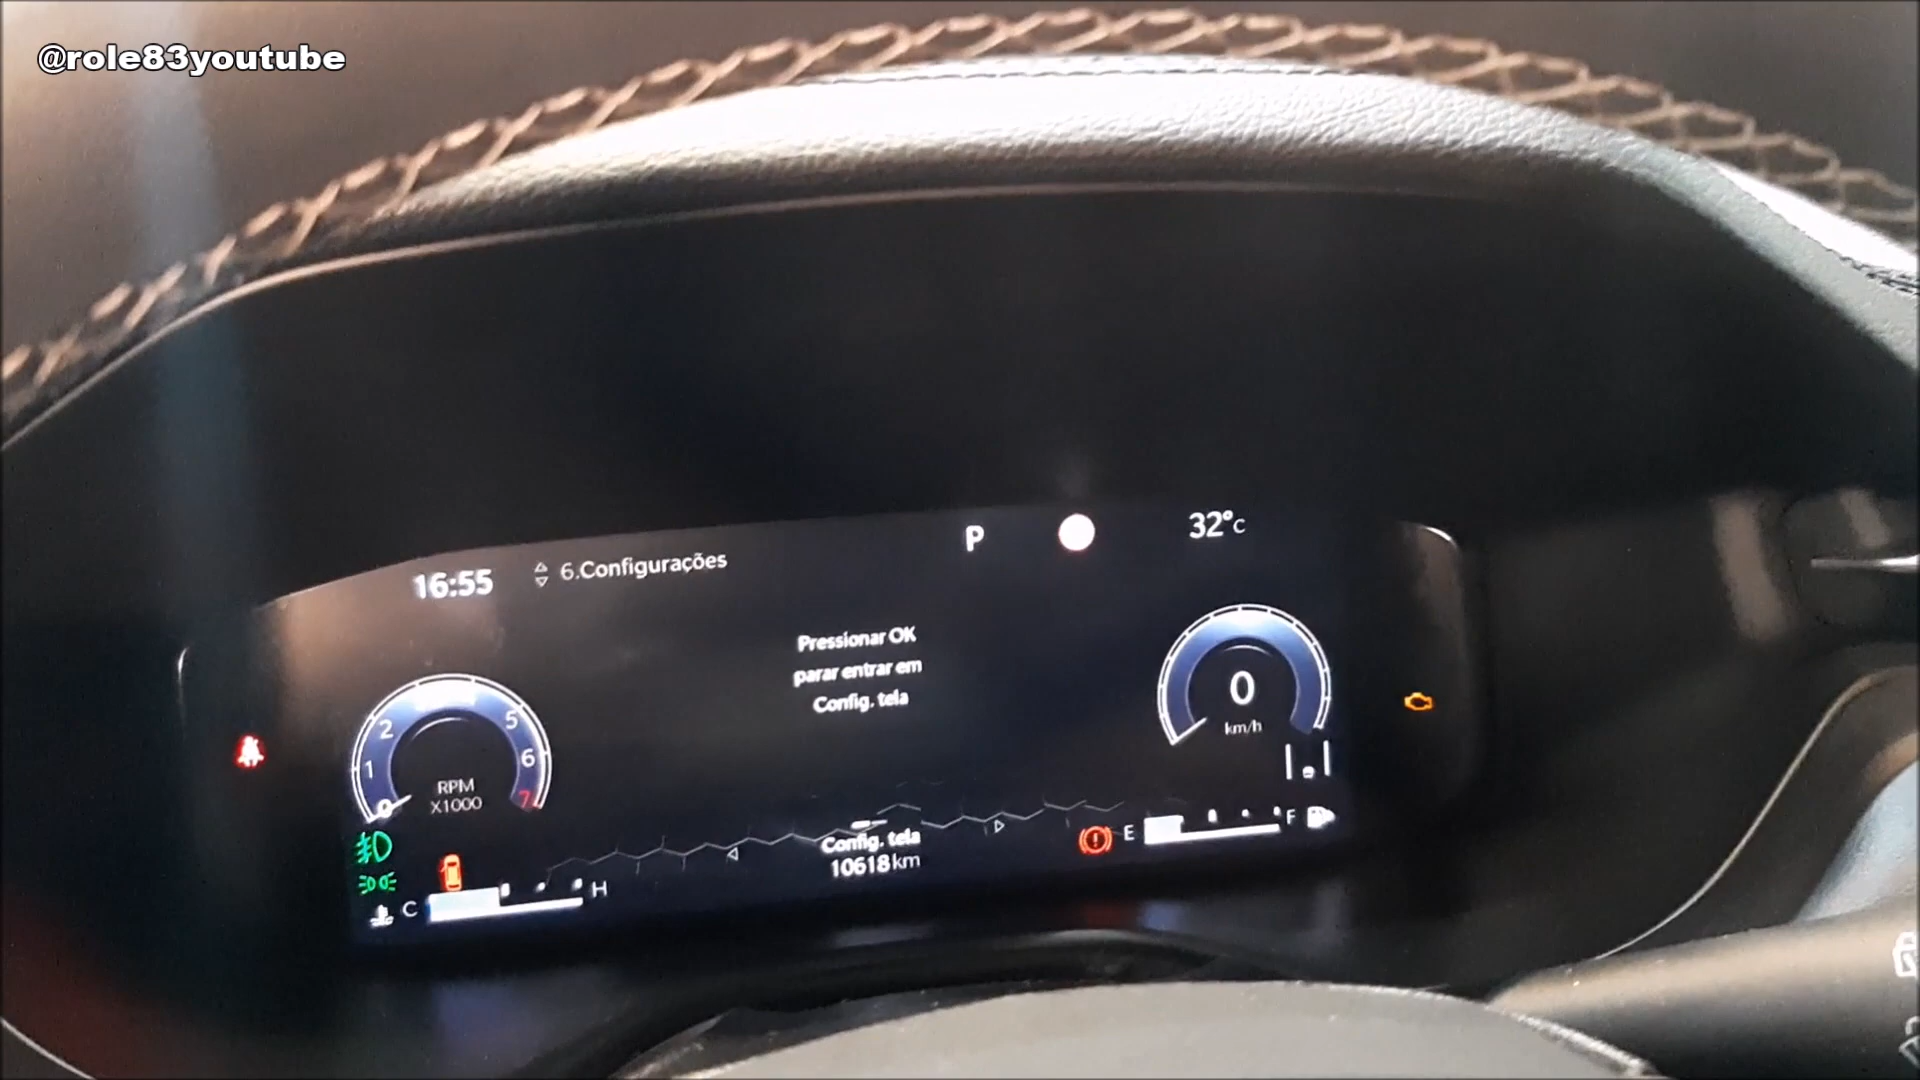 @role83youtube
P
32°C
16:55
6.Configurações
Pressionar OK
parar entrar em
Config. tela
0
km/h
2
5
1
6
0
7
RPM
X1000
E
F
Config. tela
10618 km
C
H